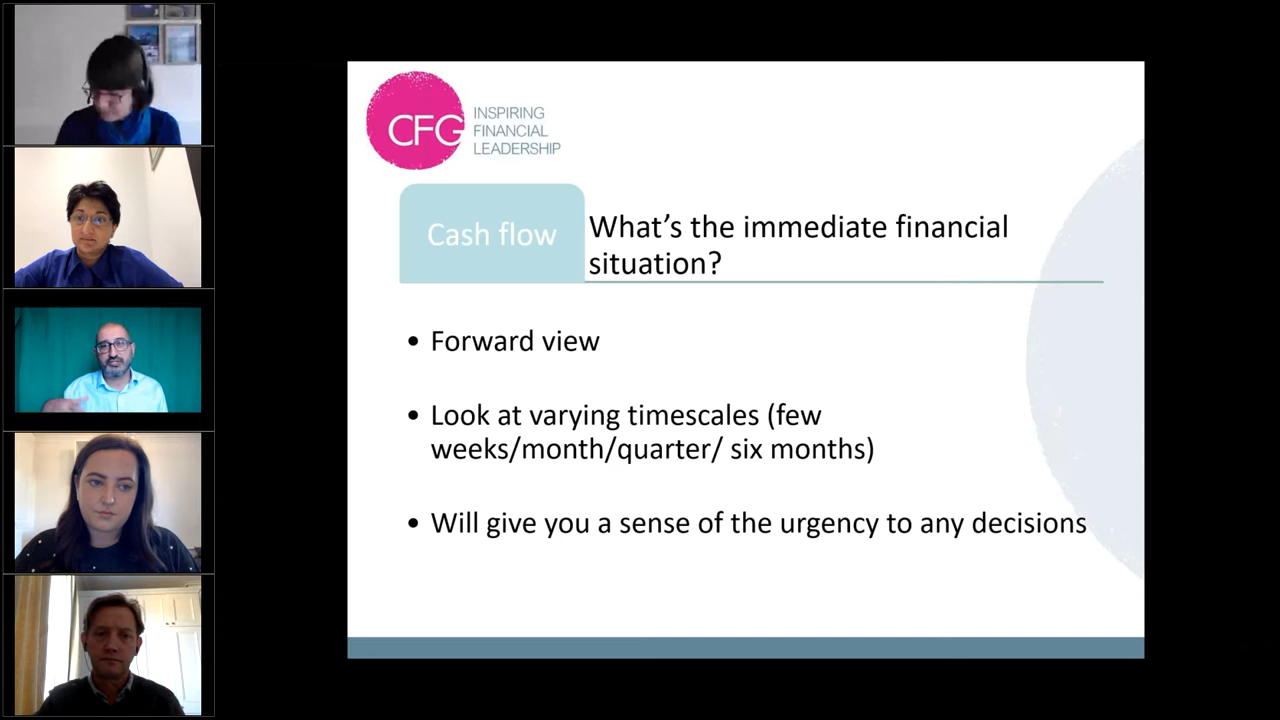 CFG
INSPIRING
FINANCIAL
LEADERSHIP
Cash flow
What’s the immediate financial
situation?
• Forward view
• Look at varying timescales (few
weeks/month/quarter/ six months)
• Will give you a sense of the urgency to any decisions